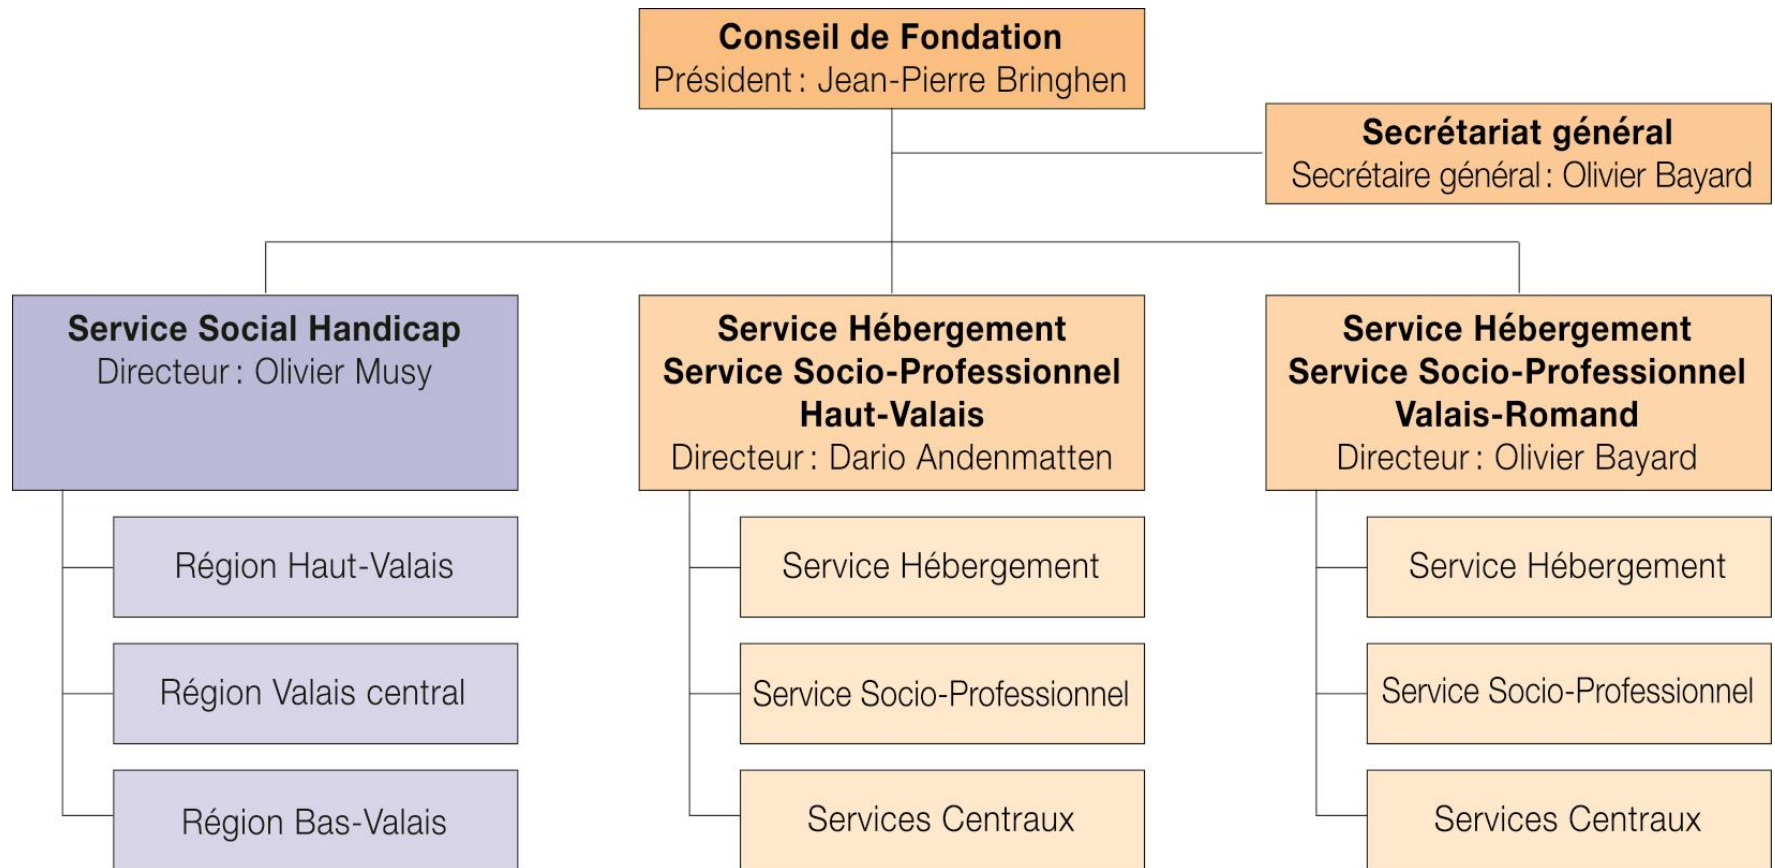 Conseil de Fondation
Président : Jean-Pierre Bringhen
Secrétariat général
Secrétaire général : Olivier Bayard
Service Social Handicap
Directeur : Olivier Musy
Service Hébergement
Service Socio-Professionnel
Haut-Valais
Directeur : Dario Andenmatten
Service Hébergement
Service Socio-Professionnel
Valais-Romand
Directeur : Olivier Bayard
Région Haut-Valais
Région Valais central
Région Bas-Valais
Service Hébergement
Service Socio-Professionnel
Services Centraux
Service Hébergement
Service Socio-Professionnel
Services Centraux